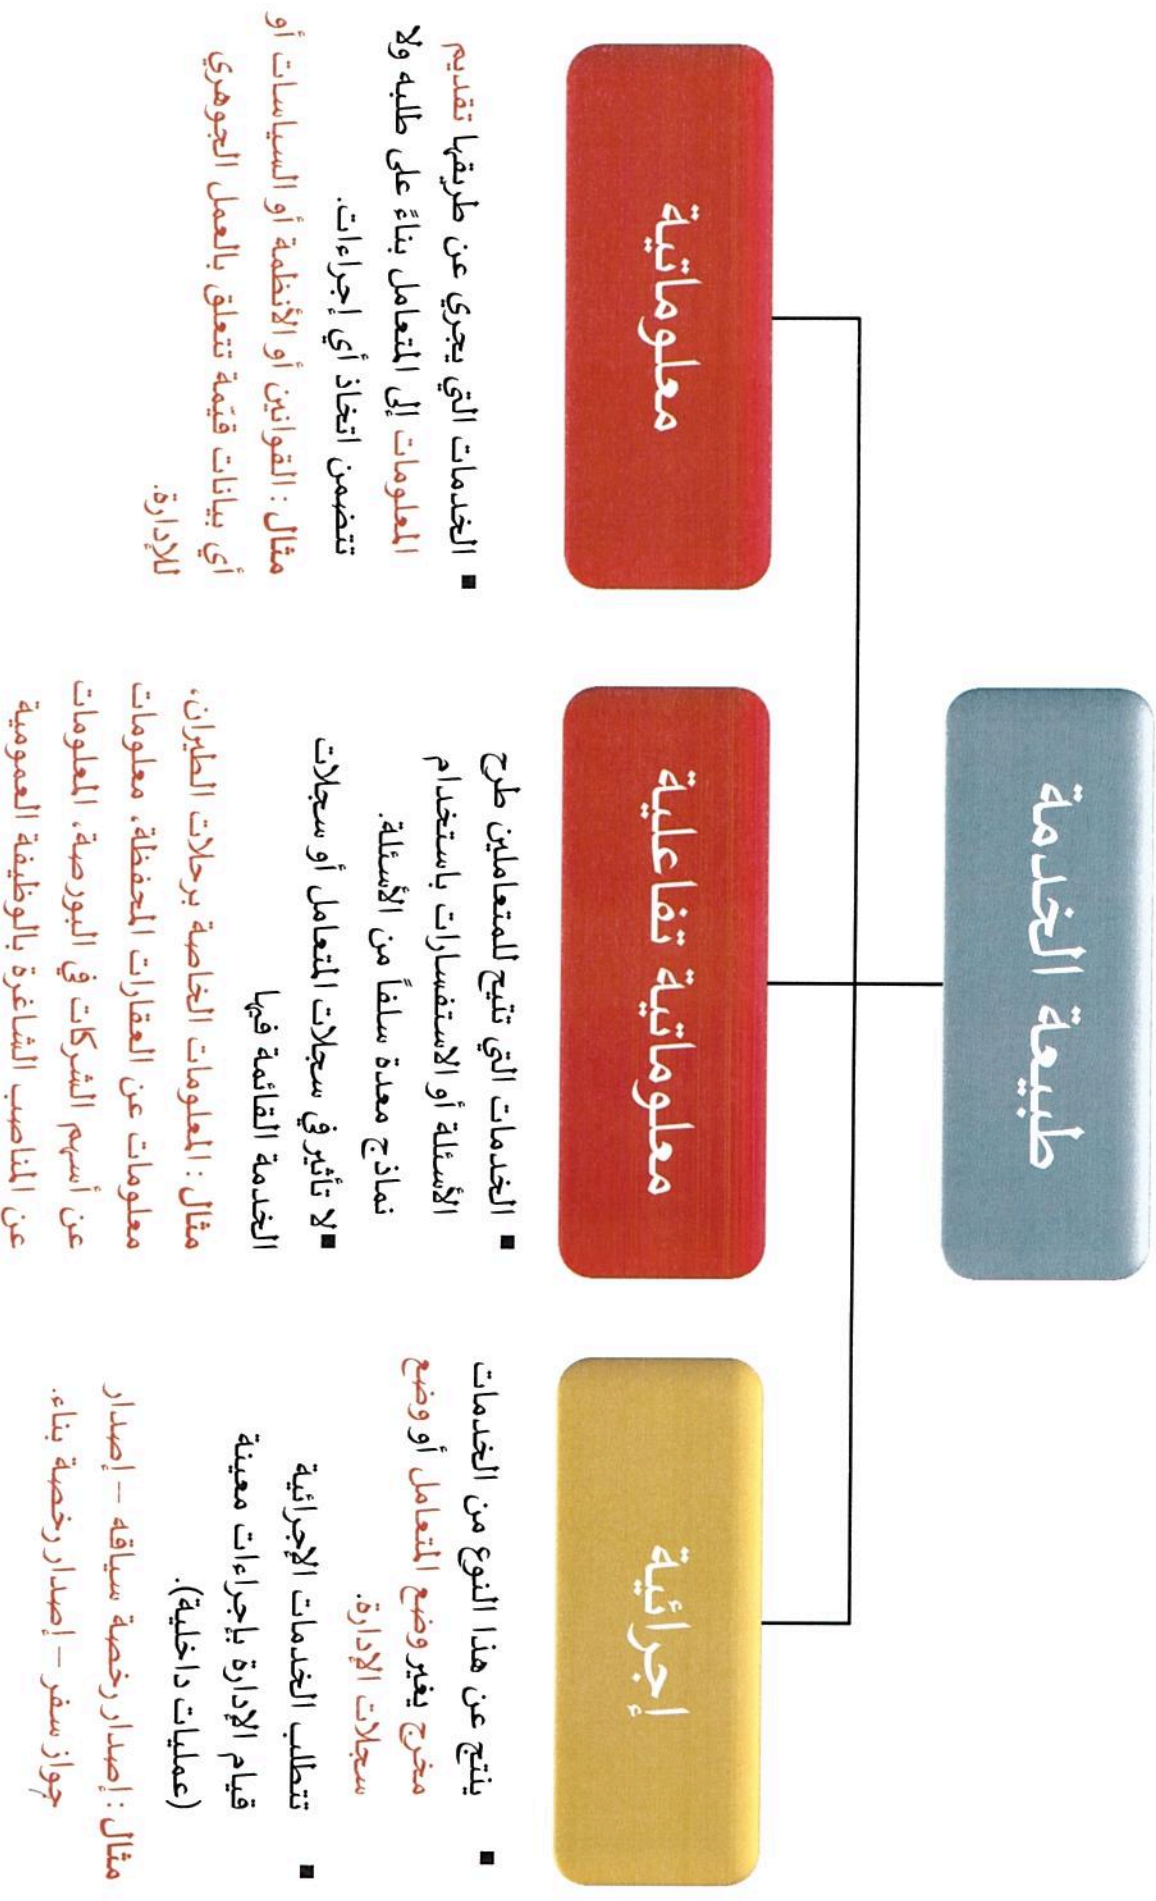 طبيعة الخدمة
معلوماتية
■ الخدمات التي يجري عن طريقها تقديم
المعلومات إلى المتعامل بناءً على طلبه ولا
تتضمن اتخاذ أي إجراءات.
مثال : القوانين أو الأنظمة أو السياسات أو
أي بيانات قيّمة تتعلق بالعمل الجوهري
للإدارة.
معلوماتية تفاعلية
■ الخدمات التي تتيح للمتعاملين طرح
الأسئلة أو الاستفسارات باستخدام
نماذج معدة سلفاً من الأسئلة.
■ لا تأثير في سجلات المتعامل أو سجلات
الخدمة القائمة فيها
مثال : المعلومات الخاصة برحلات الطيران،
معلومات عن العقارات المحفظة، معلومات
عن أسهم الشركات في البورصة، المعلومات
عن المناصب الشاغرة بالوظيفة العمومية
إجرائية
■ ينتج عن هذا النوع من الخدمات
مخرج يغير وضع المتعامل أو وضع
سجلات الإدارة.
■ تتطلب الخدمات الإجرائية
قيام الإدارة بإجراءات معينة
(عمليات داخلية).
مثال : إصدار رخصة سياقه – إصدار
جواز سفر – إصدار رخصة بناء.